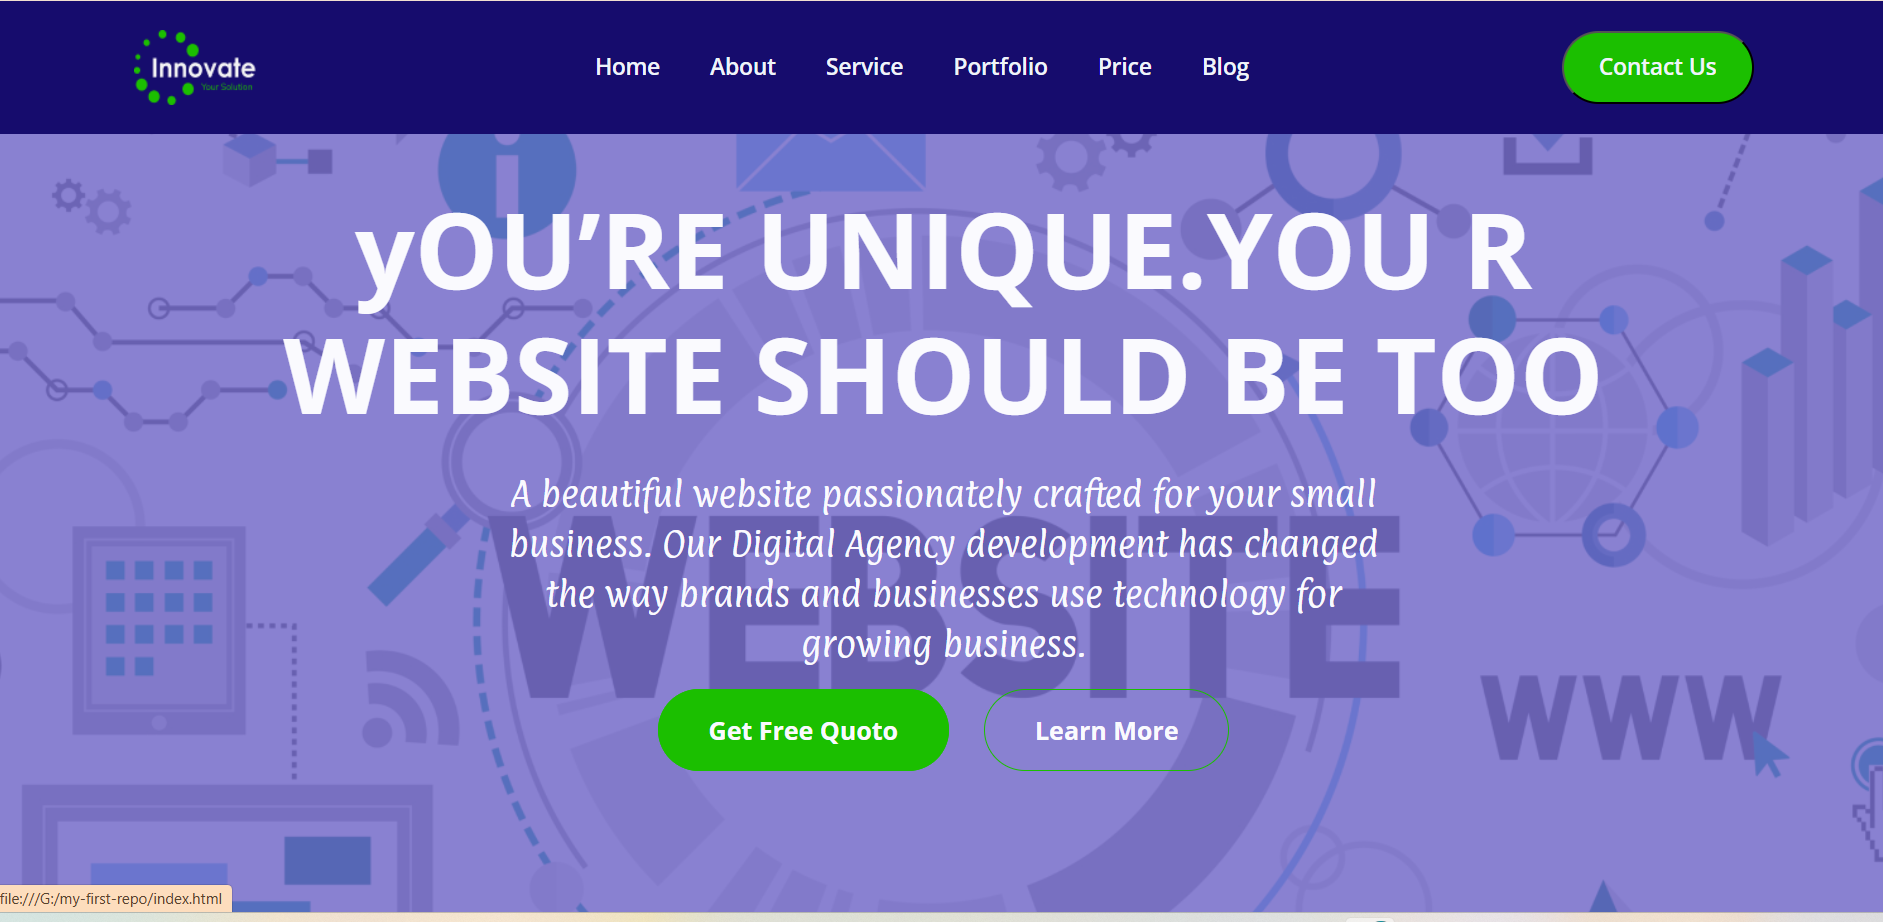 Innovate
Your Solution
Home About Service Portfolio Price Blog
Contact Us
yOU’RE UNIQUE.YOU R
WEBSITE SHOULD BE TOO
A beautiful website passionately crafted for your small
business. Our Digital Agency development has changed
the way brands and businesses use technology for
growing business.
WEBSITE
Get Free Quoto Learn More
WWW
file:///G:/my-first-repo/index.html